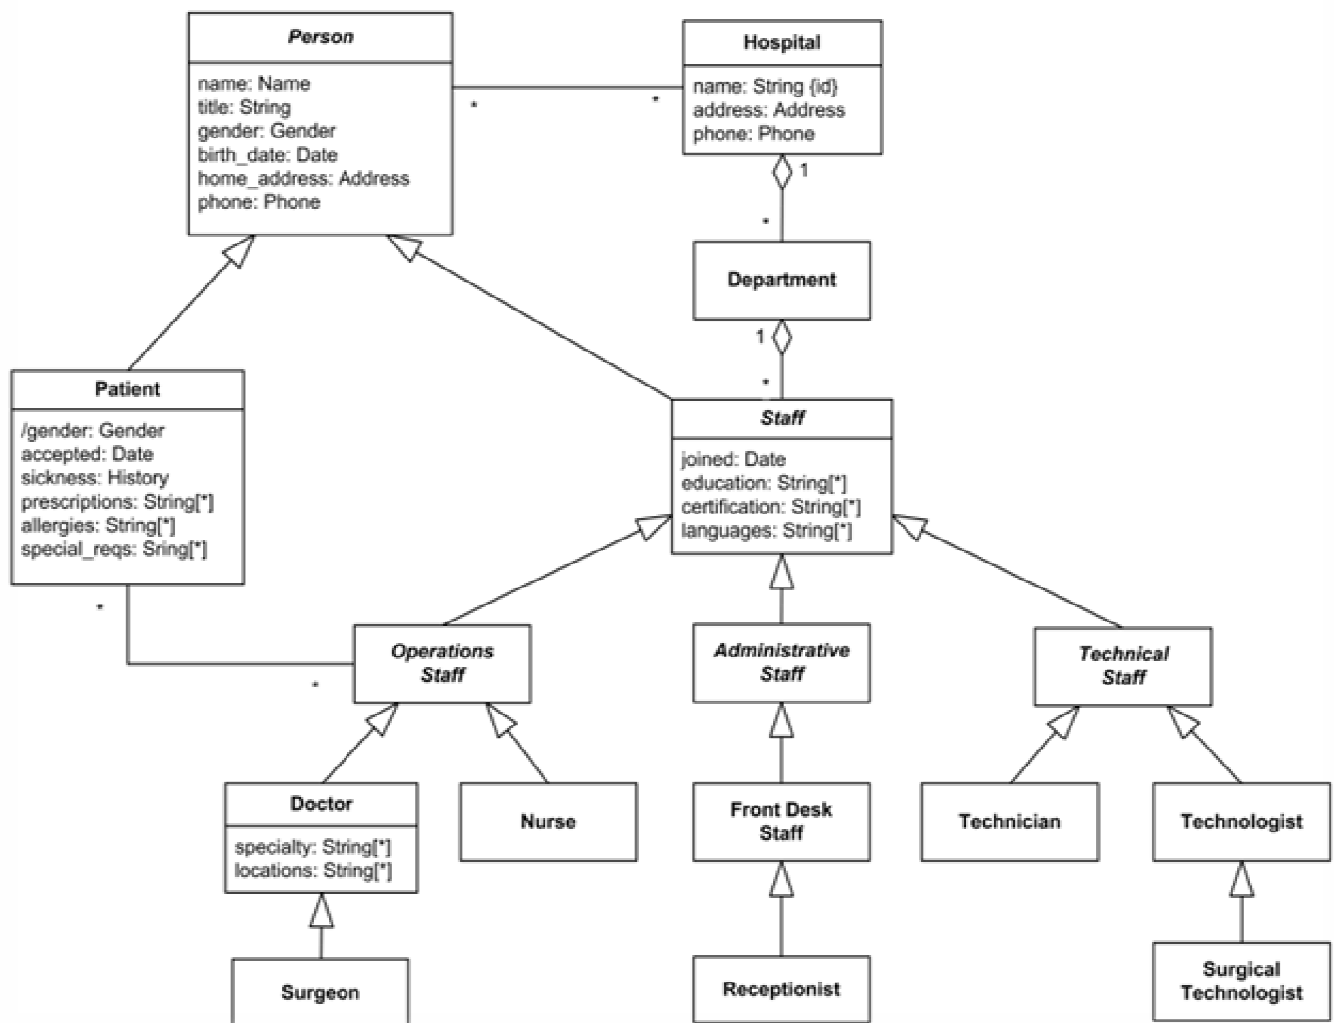 Person
name: Name
title: String
gender: Gender
birth_date: Date
home_address: Address
phone: Phone
*
*
Hospital
name: String {id}
address: Address
phone: Phone
1
*
Department
1
*
Patient
/gender: Gender
accepted: Date
sickness: History
prescriptions: String[*]
allergies: String[*]
special_reqs: Sring[*]
*
*
Staff
joined: Date
education: String[*]
certification: String[*]
languages: String[*]
Operations
Staff
Administrative
Staff
Technical
Staff
Doctor
specialty: String[*]
locations: String[*]
Nurse
Front Desk
Staff
Technician
Technologist
Surgeon
Receptionist
Surgical
Technologist